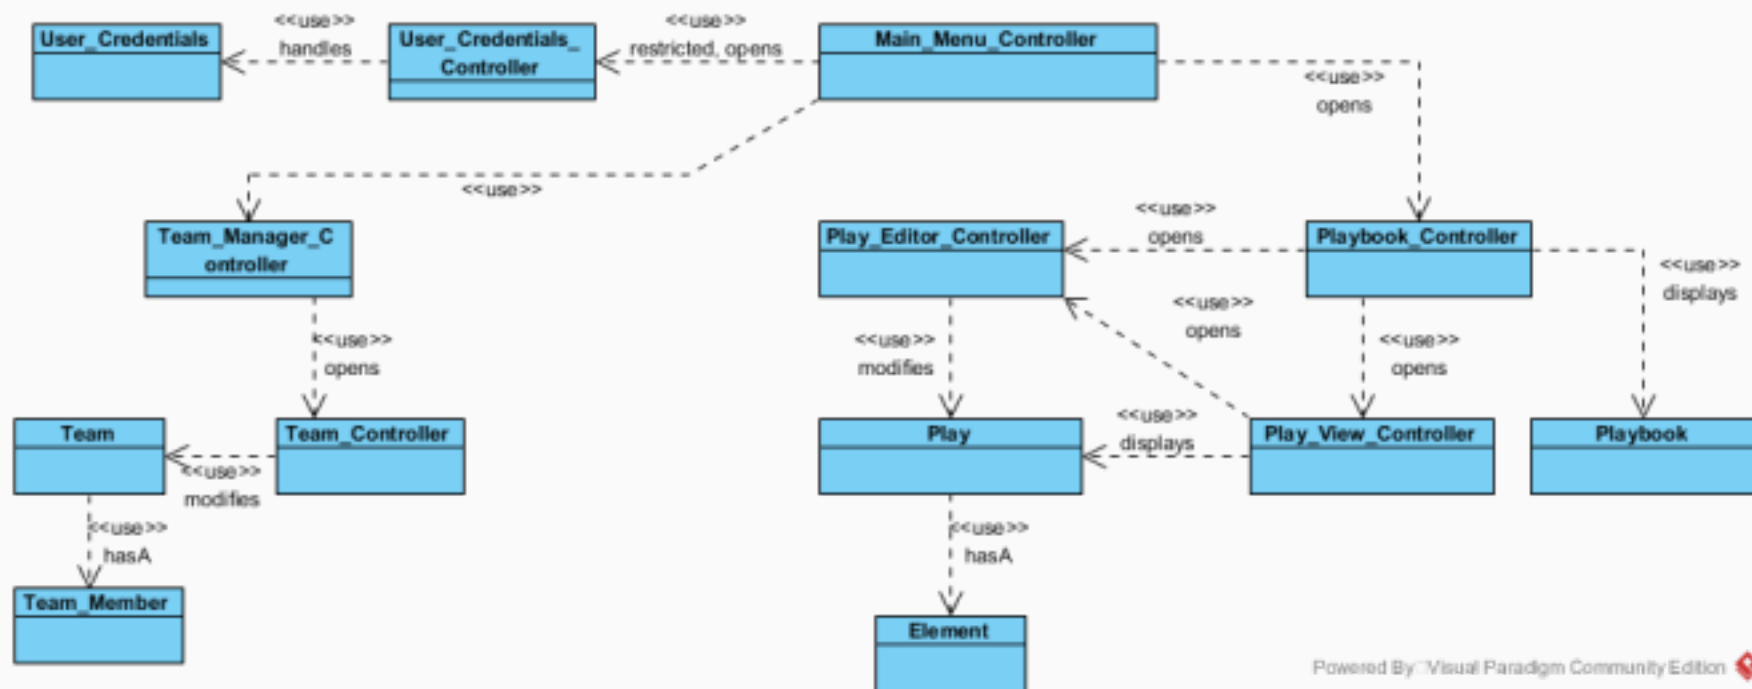 <<use>>
<<use>>
User_Credentials
handles
User_Credentials_
Controller
restricted, opens
Main_Menu_Controller
<<use>>
opens
<<use>>
Team_Manager_C
ontroller
Play_Editor_Controller
<<use>>
opens
Playbook_Controller
<<use>>
displays
<<use>>
opens
<<use>>
modifies
<<use>>
opens
<<use>>
opens
Team
Team_Controller
Play
<<use>>
displays
Play_View_Controller
Playbook
<<use>>
modifies
<<use>>
hasA
<<use>>
hasA
Team_Member
Element
Powered By Visual Paradigm Community Edition